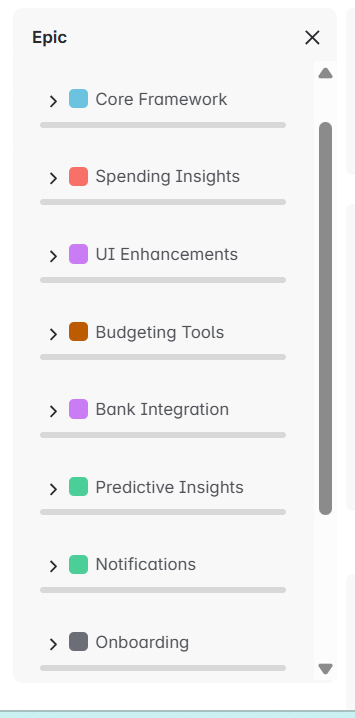 Epic
Core Framework
Spending Insights
UI Enhancements
Budgeting Tools
Bank Integration
Predictive Insights
Notifications
Onboarding